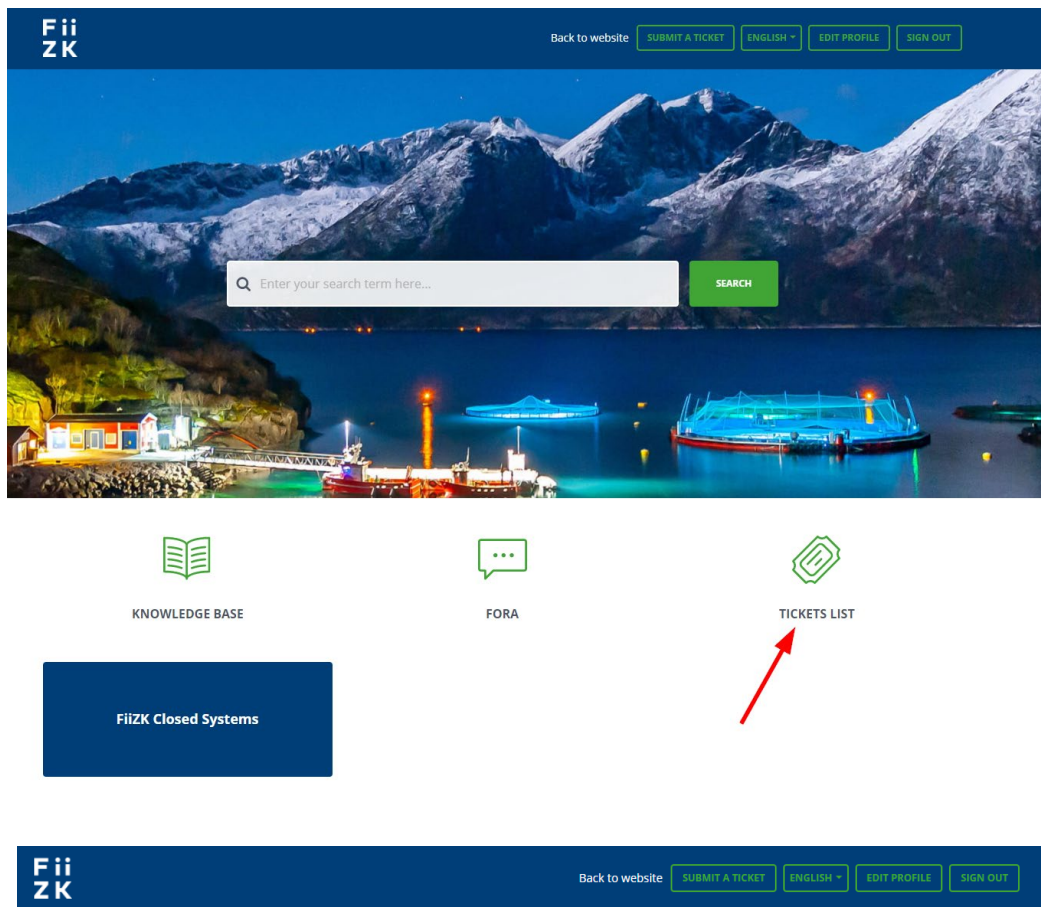 Fii
ZK
Back to website SUBMIT A TICKET ENGLISH EDIT PROFILE SIGN OUT
Enter your search term here... SEARCH
KNOWLEDGE BASE FORA TICKETS LIST
FiiZK Closed Systems
Fii
ZK
Back to website SUBMIT A TICKET ENGLISH EDIT PROFILE SIGN OUT